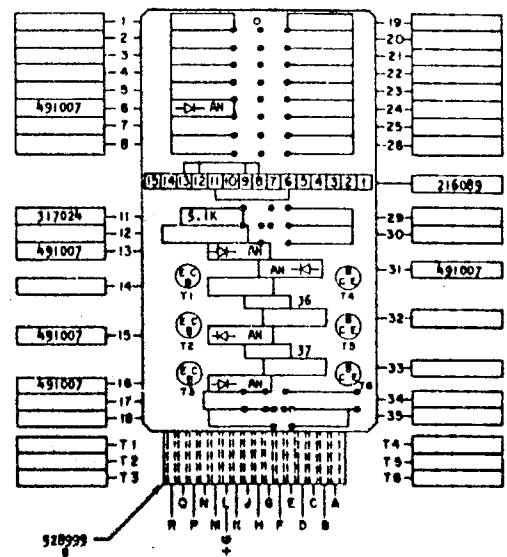 1 19
2 20
3 21
4 22
5 23
491007 6 AN 24
7 25
8 26
15 14 13 12 11 10 9 8 7 6 5 4 3 2 1
216089
317024 11 5.1K 29
12 30
491007 13 AN
AN 31 491007
E C B B C E
14 T1 T4
36
E C B B C E 32
491007 15 AN
T2 T5
37
E C B B C E 33
491007 16 AN
T3 T6
17 34
18 35
T1 T4
T2 T5
T3 T6
Q N L J G E C A
R P M K H F D B
+6
528999
B